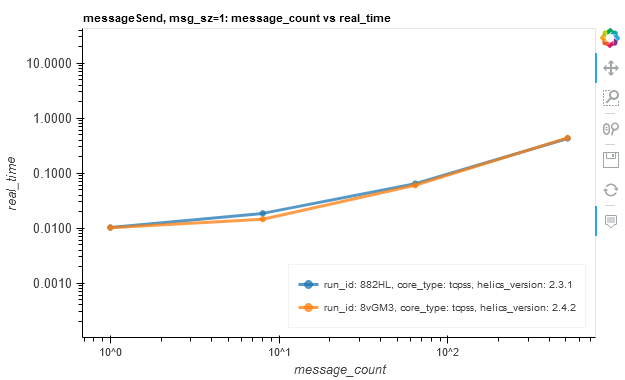 messageSend, msg_sz=1: message_count vs real_time
10.0000
1.0000
0.1000
0.0100
0.0010
real_time
run_id: 882HL, core_type: tcpss, helics_version: 2.3.1
run_id: 8vGM3, core_type: tcpss, helics_version: 2.4.2
10^0
10^1
10^2
message_count